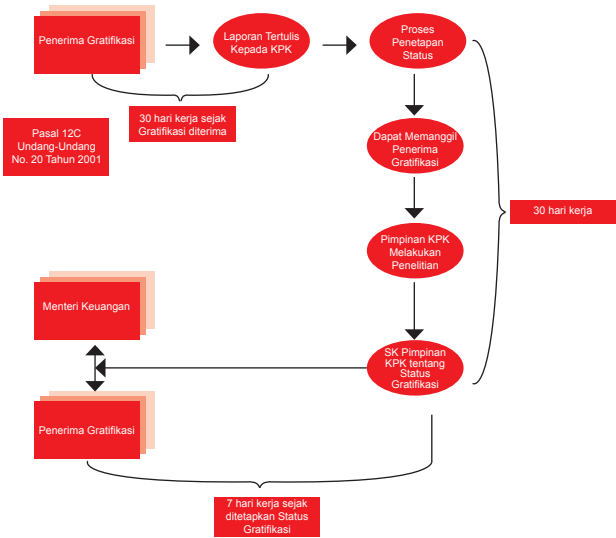 Penerima Gratifikasi
Laporan Tertulis
Kepada KPK
Proses
Penetapan
Status
30 hari kerja sejak
Gratifikasi diterima
Pasal 12C
Undang-Undang
No. 20 Tahun 2001
Dapat Memanggil
Penerima
Gratifikasi
30 hari kerja
Pimpinan KPK
Melakukan
Penelitian
Menteri Keuangan
SK Pimpinan
KPK tentang
Status
Gratifikasi
Penerima Gratifikasi
7 hari kerja sejak
ditetapkan Status
Gratifikasi